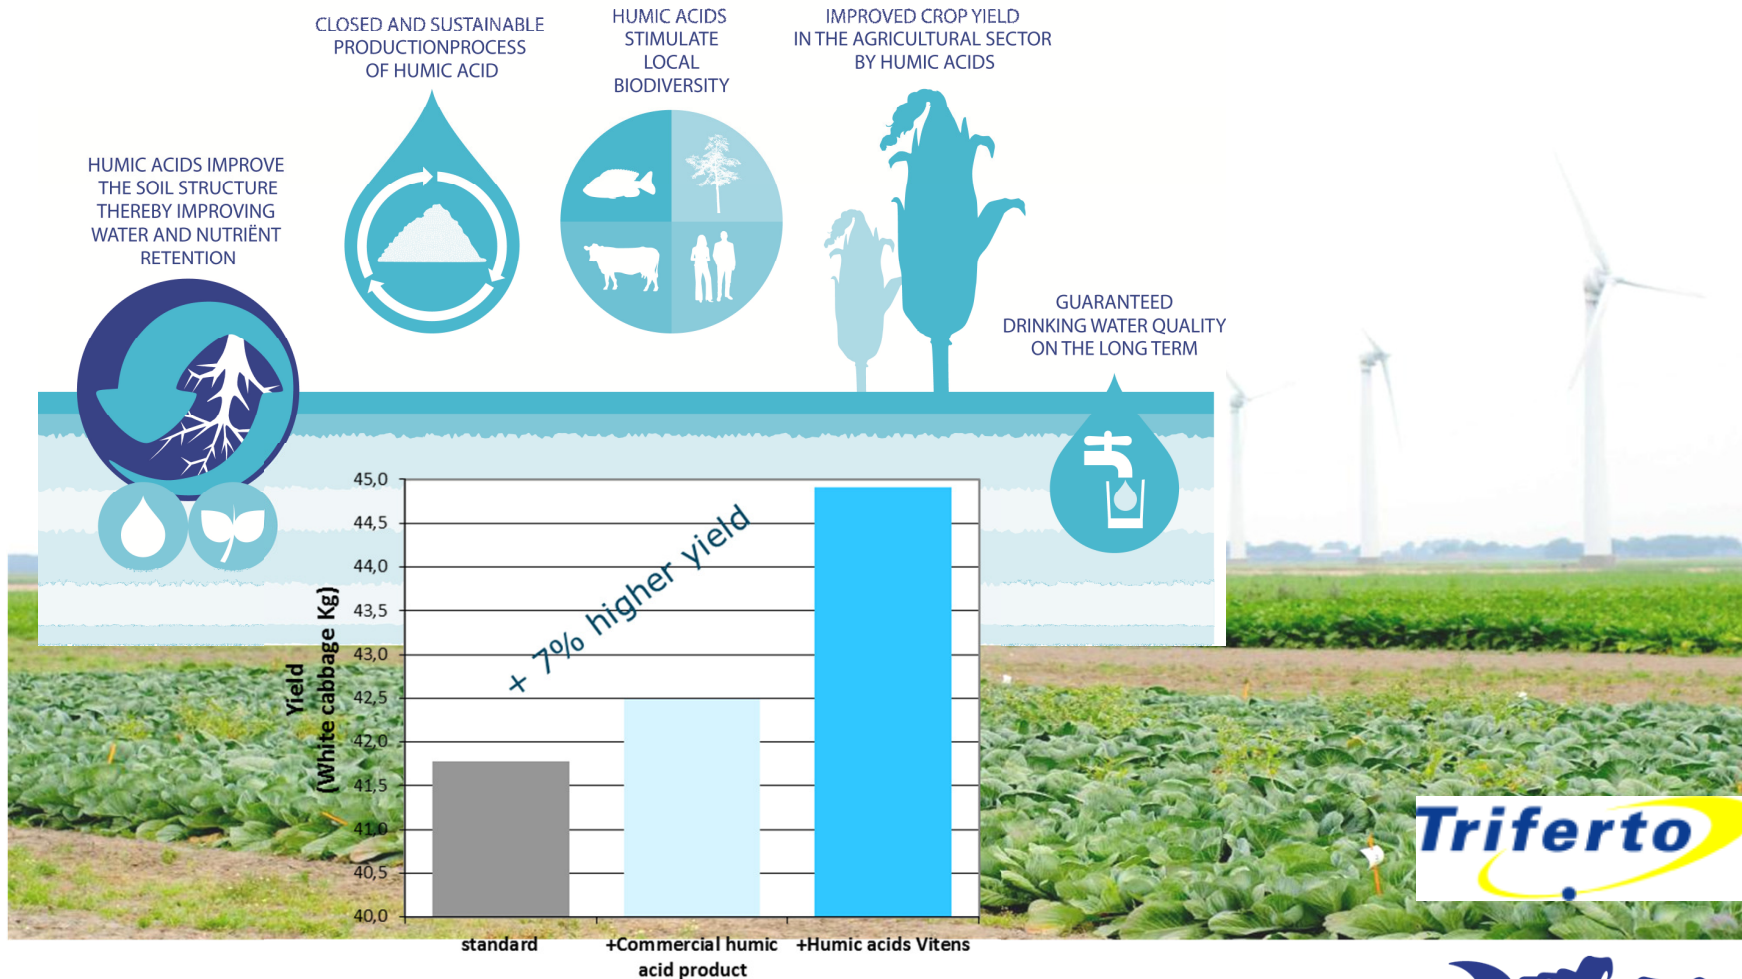 CLOSED AND SUSTAINABLE
PRODUCTIONPROCESS
OF HUMIC ACID
HUMIC ACIDS
STIMULATE
LOCAL
BIODIVERSITY
IMPROVED CROP YIELD
IN THE AGRICULTURAL SECTOR
BY HUMIC ACIDS
HUMIC ACIDS IMPROVE
THE SOIL STRUCTURE
THEREBY IMPROVING
WATER AND NUTRIËNT
RETENTION
GUARANTEED
DRINKING WATER QUALITY
ON THE LONG TERM
Yield
(White cabbage Kg)
45,0
44,5
44,0
43,5
43,0
42,5
42,0
41,5
41,0
40,5
40,0
+ 7% higher yield
standard
+Commercial humic
acid product
+Humic acids Vitens
Triferto